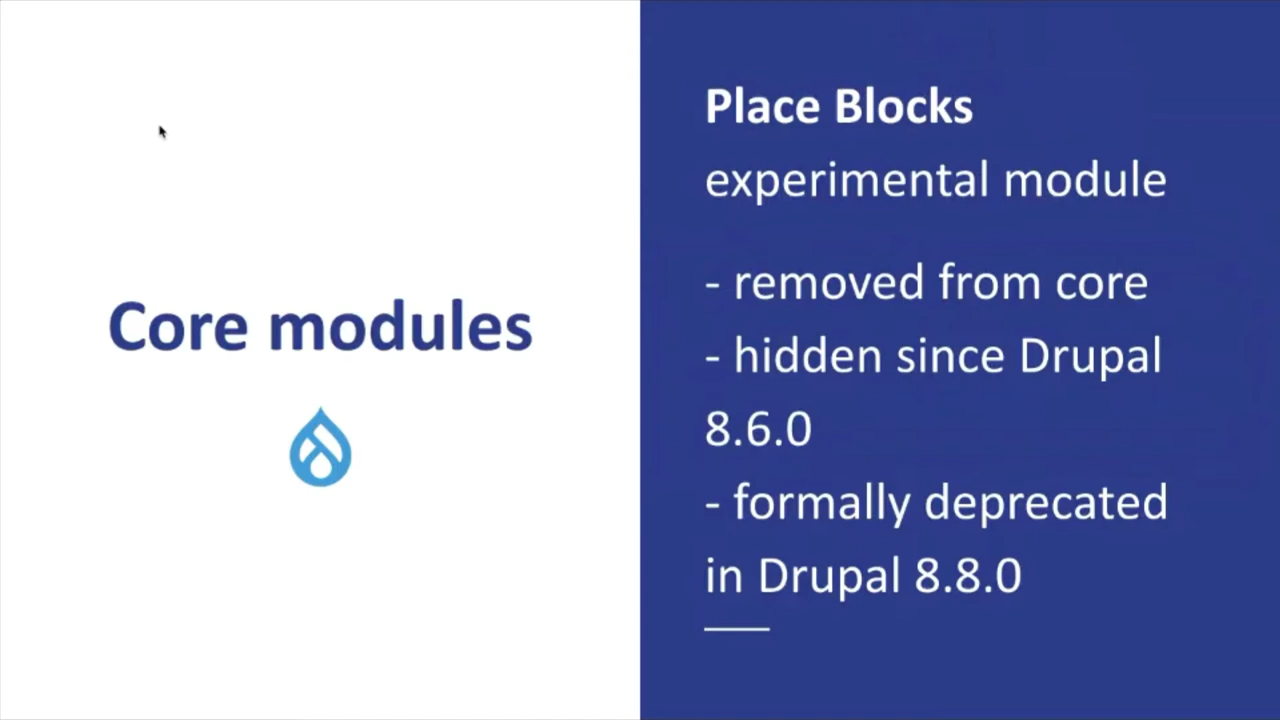 Core modules
Place Blocks
experimental module
- removed from core
- hidden since Drupal
8.6.0
- formally deprecated
in Drupal 8.8.0